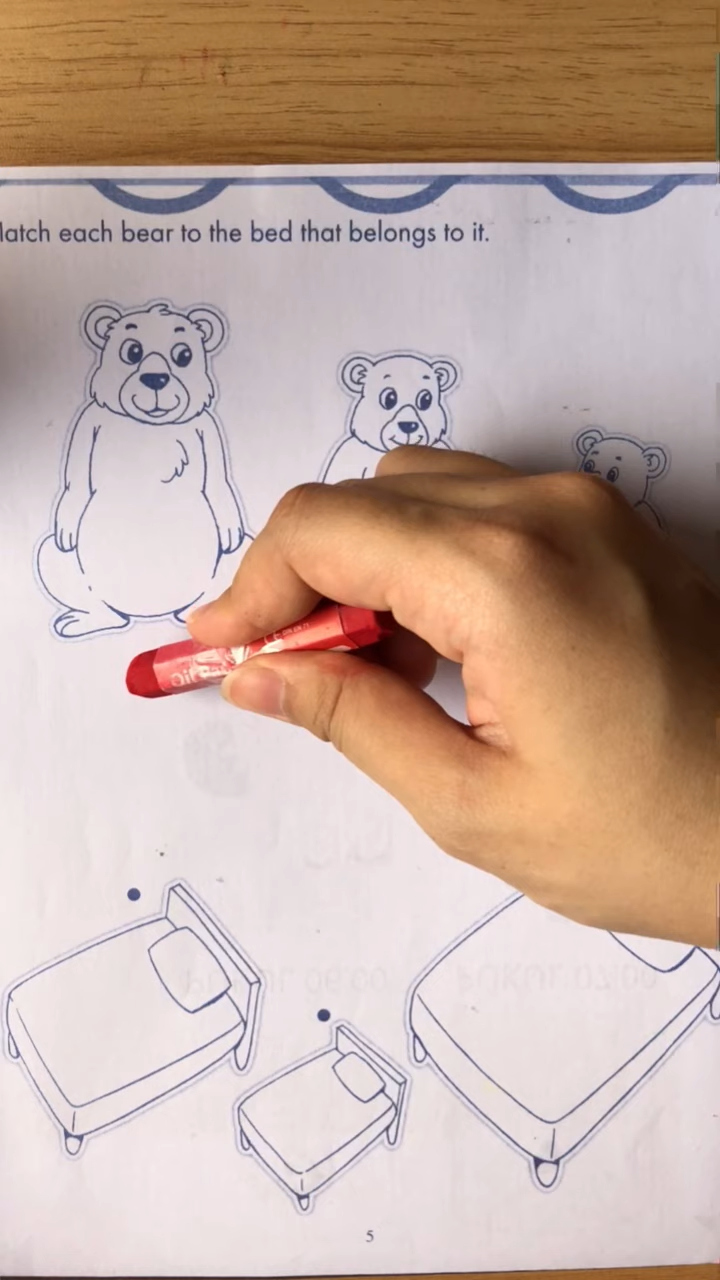 latch each bear to the bed that belongs to it.
5